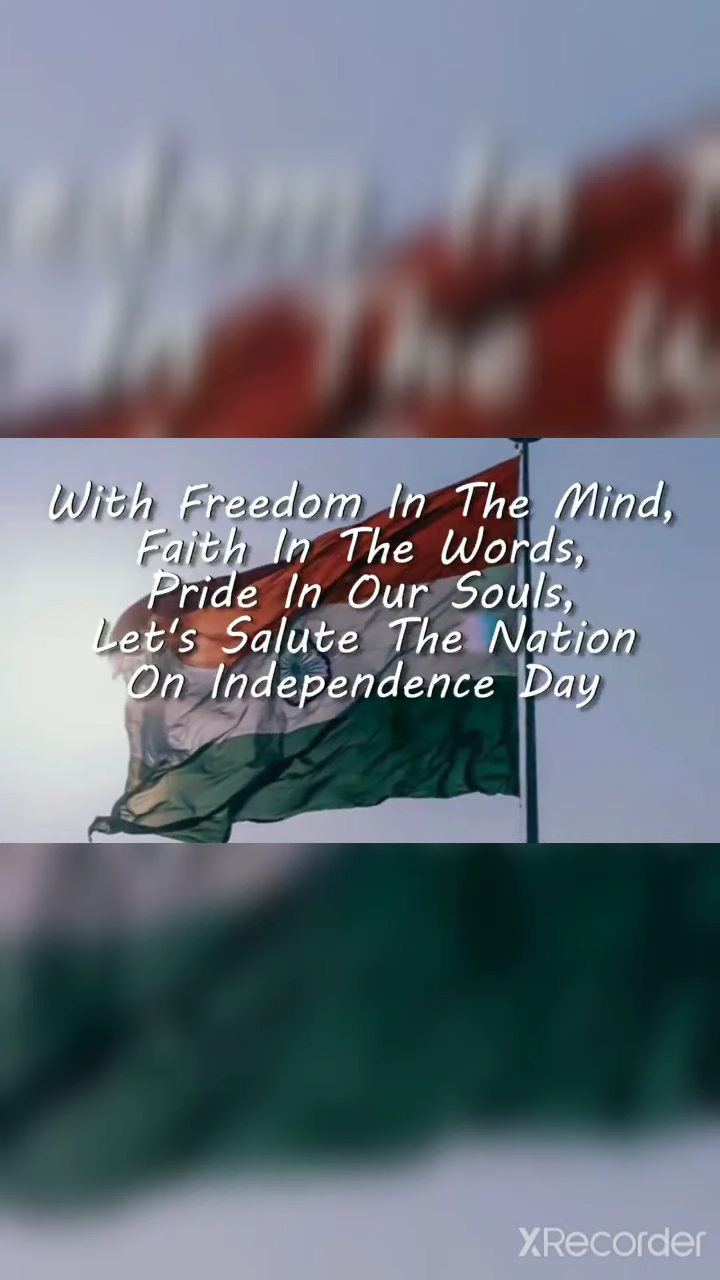 With Freedom In The Mind,
Faith In The Words,
Pride In Our Souls,
Let's Salute The Nation
On Independence Day
XRecorder